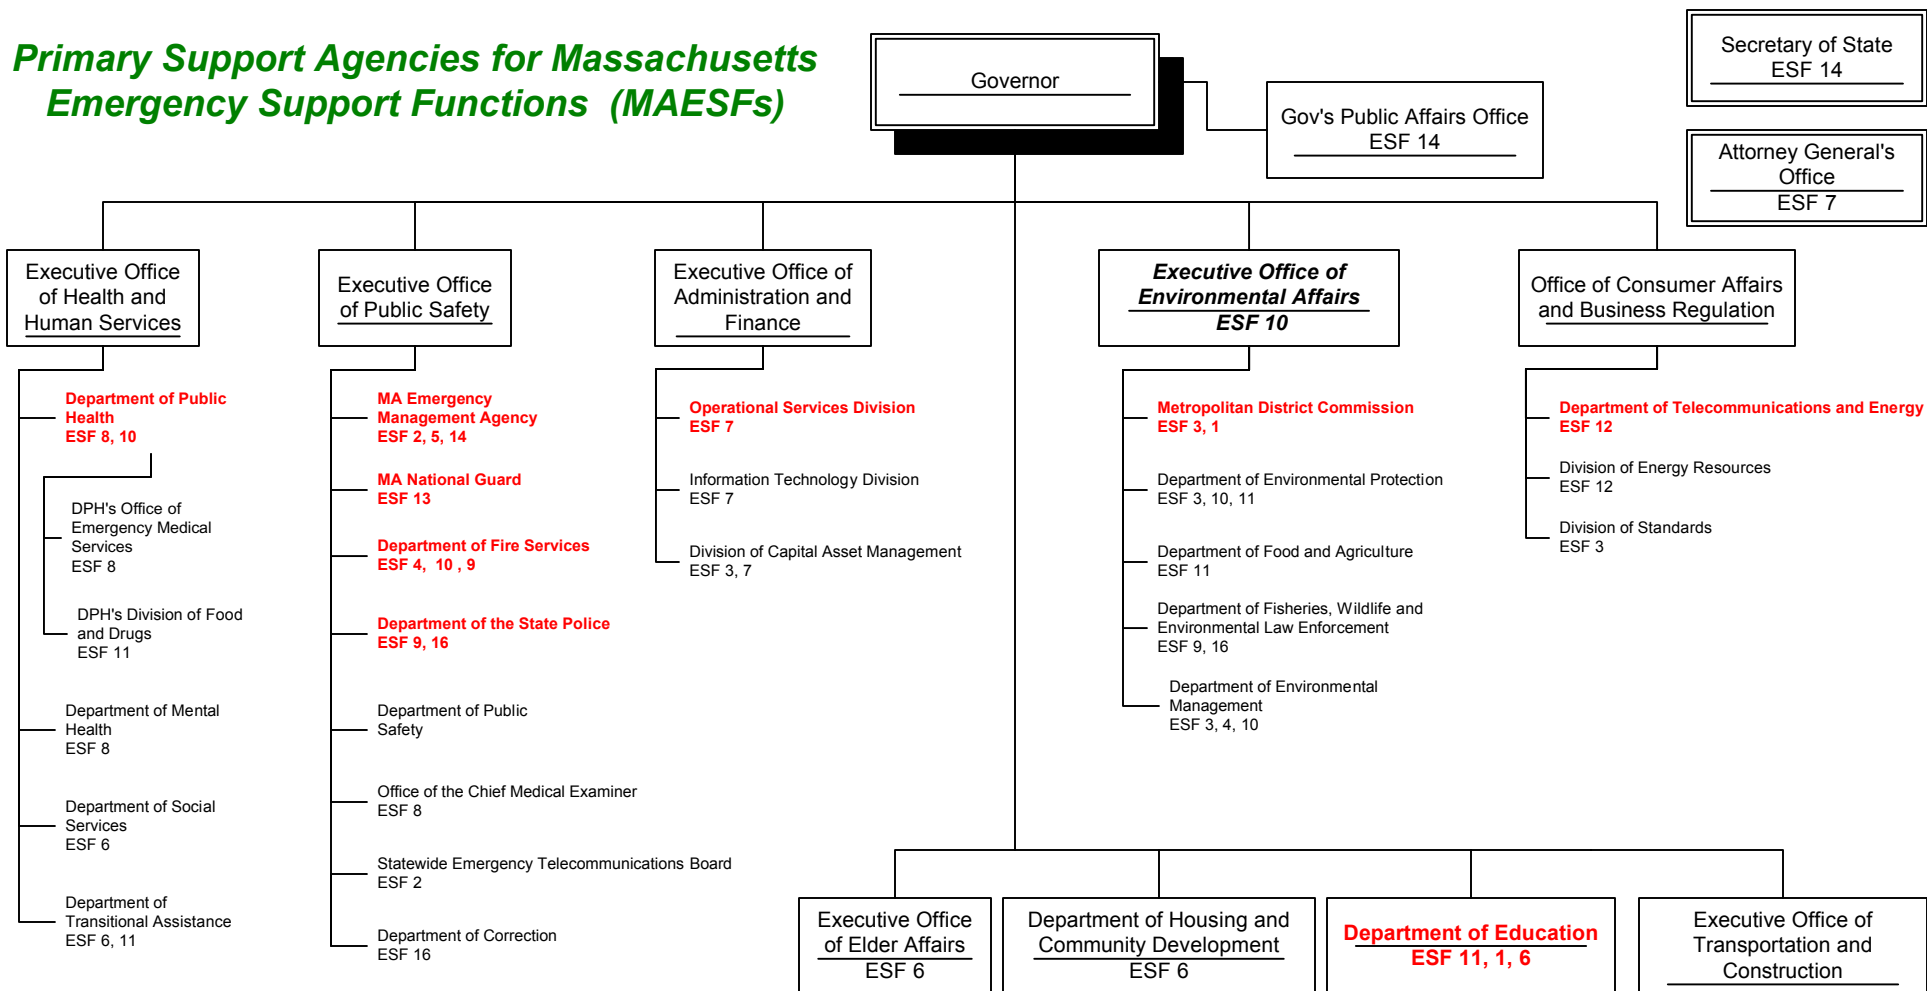 Primary Support Agencies for Massachusetts
Emergency Support Functions  (MAESFs)
Governor
Gov's Public Affairs Office
ESF 14
Secretary of State
ESF 14
Attorney General's
Office
ESF 7
Executive Office
of Health and
Human Services
Department of Public
Health
ESF 8, 10
DPH's Office of
Emergency Medical
Services
ESF 8
DPH's Division of Food
and Drugs
ESF 11
Department of Mental
Health
ESF 8
Department of Social
Services
ESF 6
Department of
Transitional Assistance
ESF 6, 11
Executive Office
of Public Safety
MA Emergency
Management Agency
ESF 2, 5, 14
MA National Guard
ESF 13
Department of Fire Services
ESF 4,  10 , 9
Department of the State Police
ESF 9, 16
Department of Public
Safety
Office of the Chief Medical Examiner
ESF 8
Statewide Emergency Telecommunications Board
ESF 2
Department of Correction
ESF 16
Executive Office of
Administration and
Finance
Operational Services Division
ESF 7
Information Technology Division
ESF 7
Division of Capital Asset Management
ESF 3, 7
Executive Office of
Environmental Affairs
ESF 10
Metropolitan District Commission
ESF 3, 1
Department of Environmental Protection
ESF 3, 10, 11
Department of Food and Agriculture
ESF 11
Department of Fisheries, Wildlife and
Environmental Law Enforcement
ESF 9, 16
Department of Environmental
Management
ESF 3, 4, 10
Office of Consumer Affairs
and Business Regulation
Department of Telecommunications and Energy
ESF 12
Division of Energy Resources
ESF 12
Division of Standards
ESF 3
Executive Office
of Elder Affairs
ESF 6
Department of Housing and
Community Development
ESF 6
Department of Education
ESF 11, 1, 6
Executive Office of
Transportation and
Construction